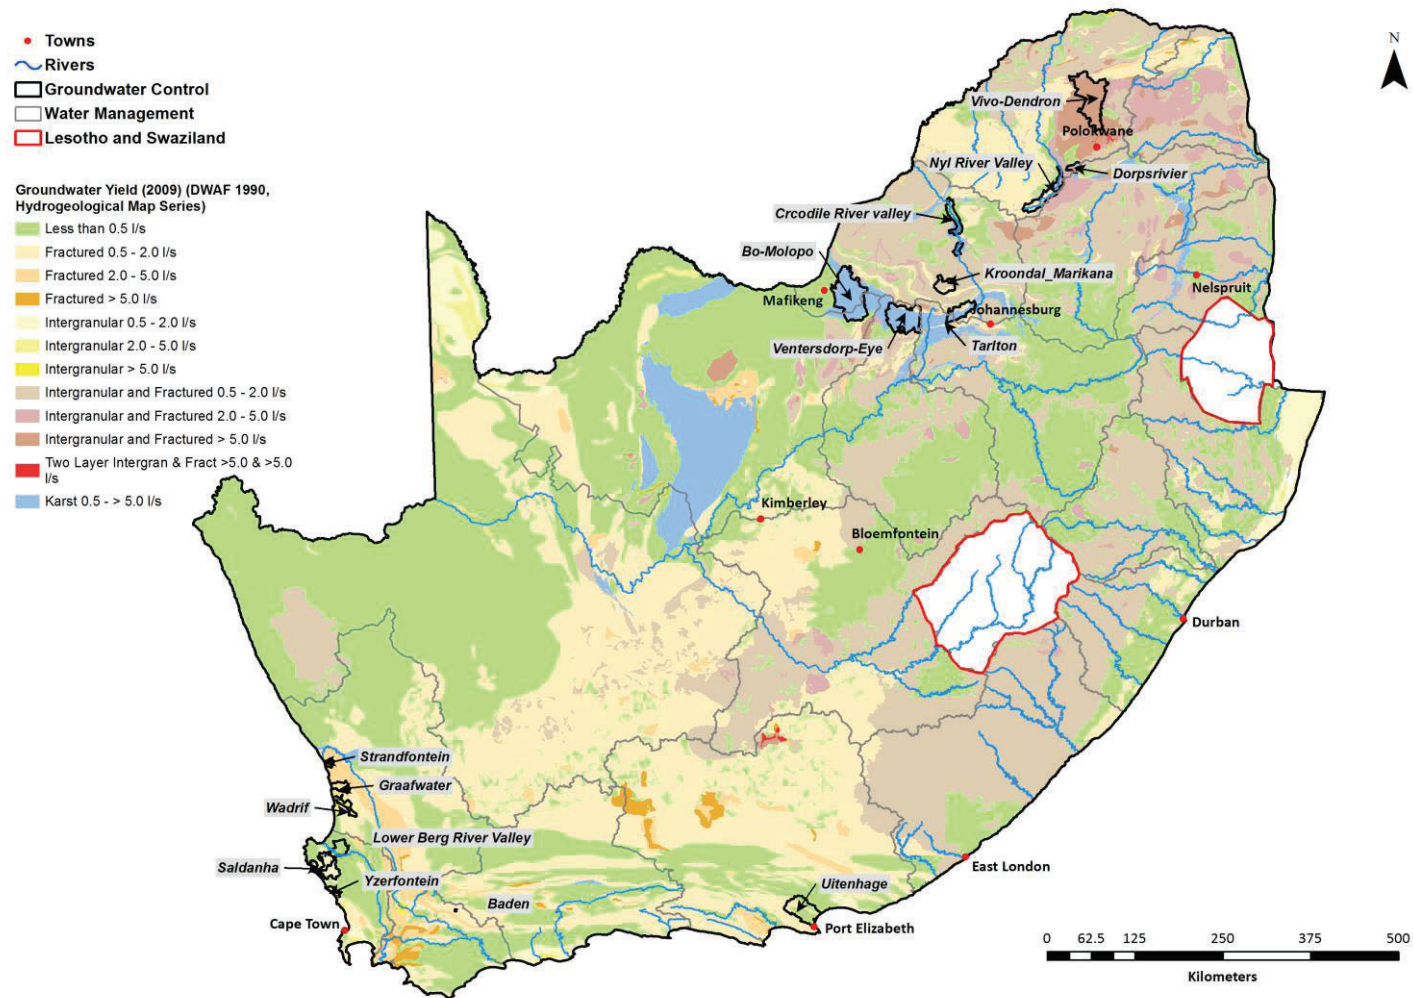 Towns
Rivers
Groundwater Control
Water Management
Lesotho and Swaziland
Groundwater Yield (2009) (DWAF 1990,
Hydrogeological Map Series)
Less than 0.5 l/s
Fractured 0.5 - 2.0 l/s
Fractured 2.0 - 5.0 l/s
Fractured > 5.0 l/s
Intergranular 0.5 - 2.0 l/s
Intergranular 2.0 - 5.0 l/s
Intergranular > 5.0 l/s
Intergranular and Fractured 0.5 - 2.0 l/s
Intergranular and Fractured 2.0 - 5.0 l/s
Intergranular and Fractured > 5.0 l/s
Two Layer Intergran & Fract >5.0 & >5.0
l/s
Karst 0.5 - > 5.0 l/s
N
Vivo-Dendron
Polokwane
Nyl River Valley
Dorpsrivier
Crcodile River valley
Bo-Molopo
Kroondal_Marikana
Nelspruit
Mafikeng
Johannesburg
Ventersdorp-Eye
Tarlton
Kimberley
Bloemfontein
Durban
Strandfontein
Graafwater
Wadrif
Lower Berg River Valley
Saldanha
Yzerfontein
Baden
Cape Town
Uitenhage
East London
Port Elizabeth
0 62.5 125 250 375 500
Kilometers